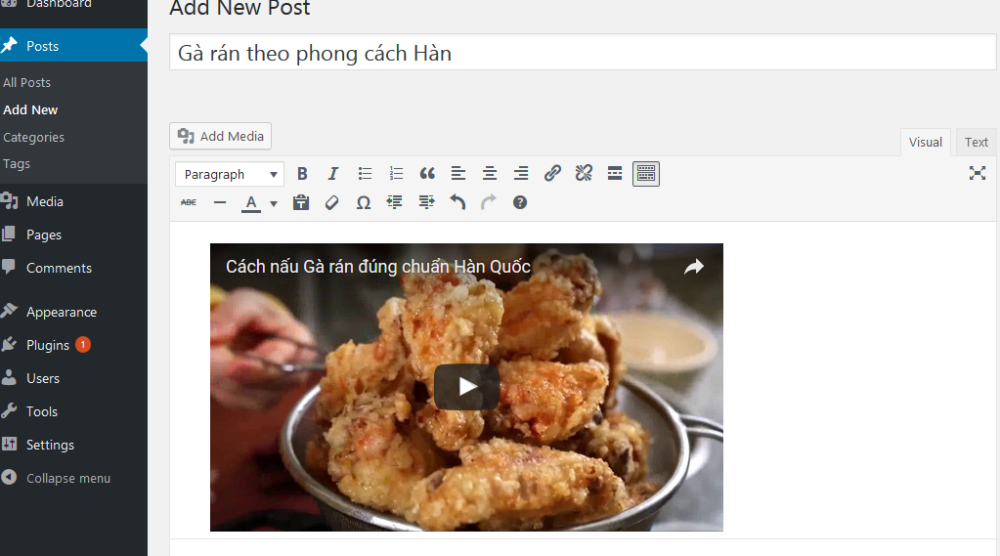 Dashboard
Add New Post
Posts
Gà rán theo phong cách Hàn
All Posts
Add New
Categories
Tags
Add Media
Visual
Text
Paragraph
B
I
ABC
A
Ω
Media
Pages
Comments
Appearance
Plugins 1
Users
Tools
Settings
Collapse menu
Cách nấu Gà rán đúng chuẩn Hàn Quốc